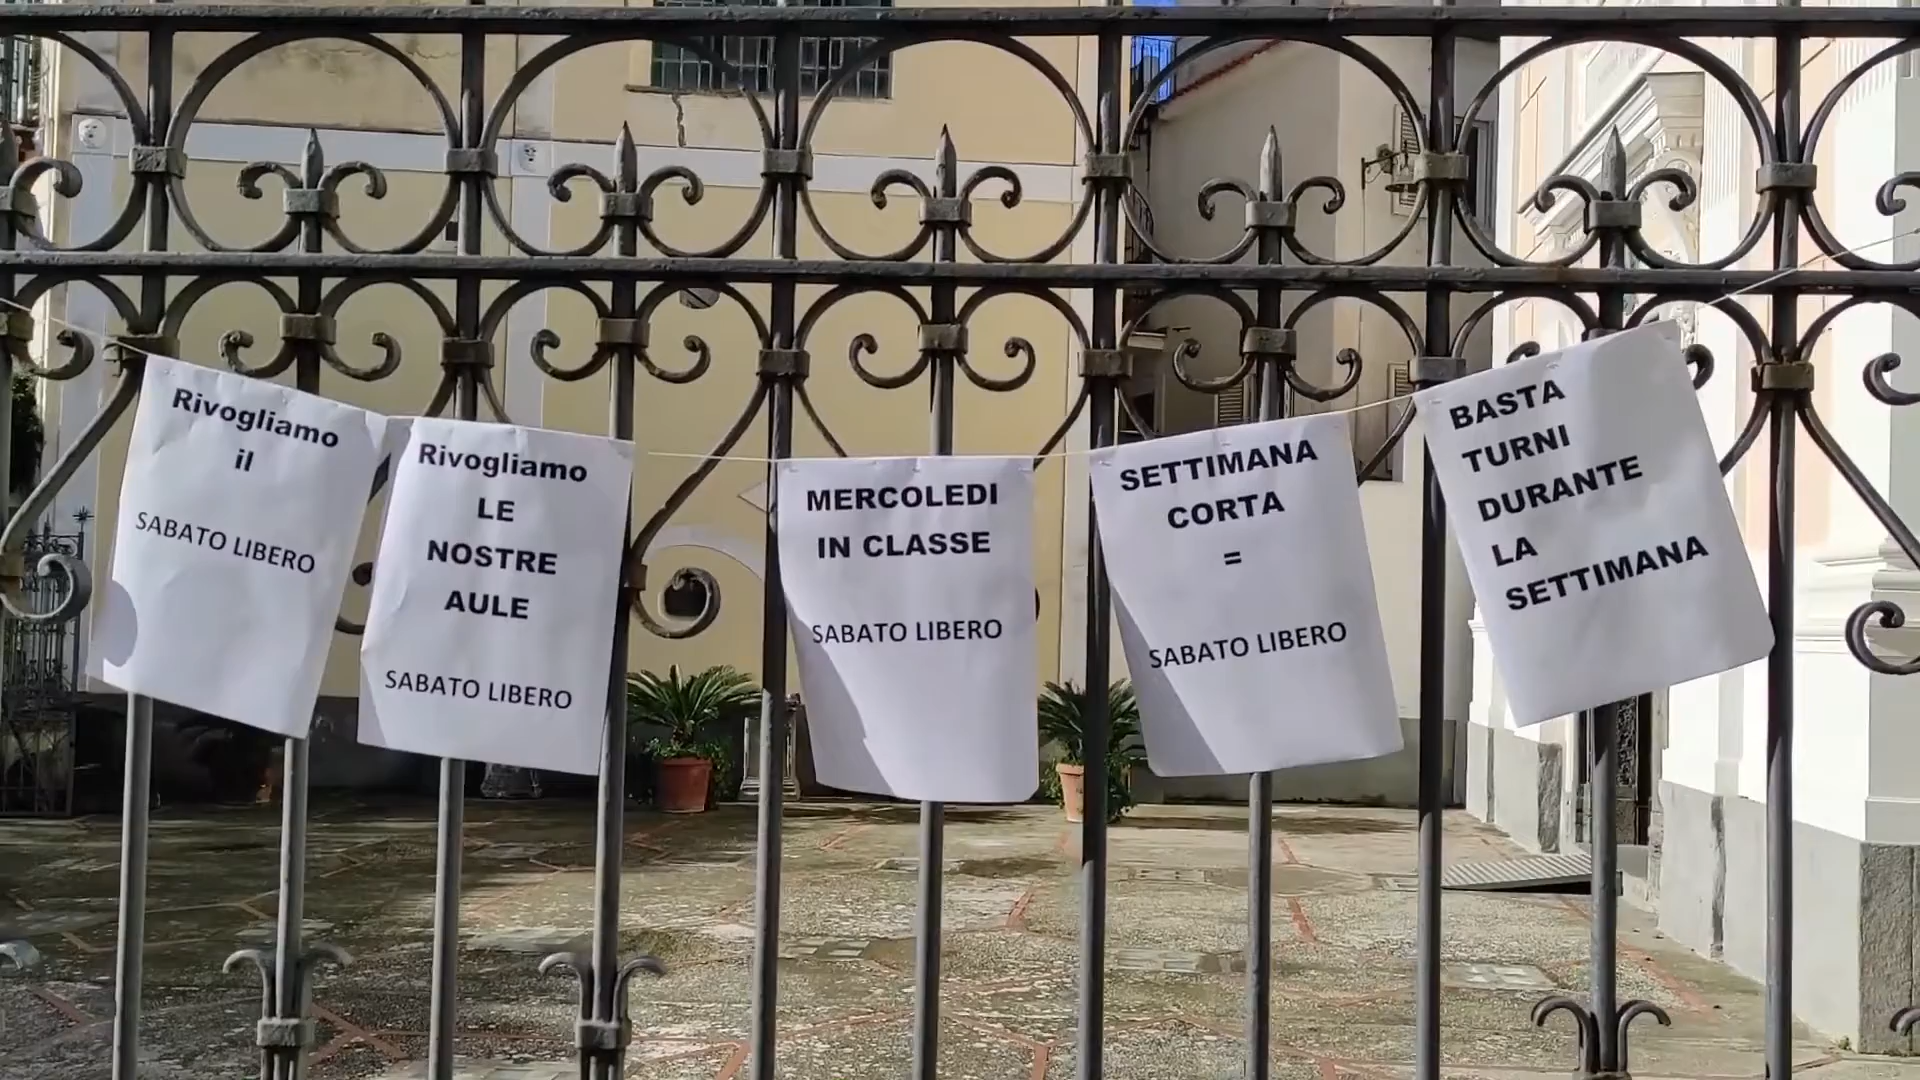 Rivogliamo
il
SABATO LIBERO
Rivogliamo
LE
NOSTRE
AULE
SABATO LIBERO
MERCOLEDI
IN CLASSE
SABATO LIBERO
SETTIMANA
CORTA
=
SABATO LIBERO
BASTA
TURNI
DURANTE
LA
SETTIMANA